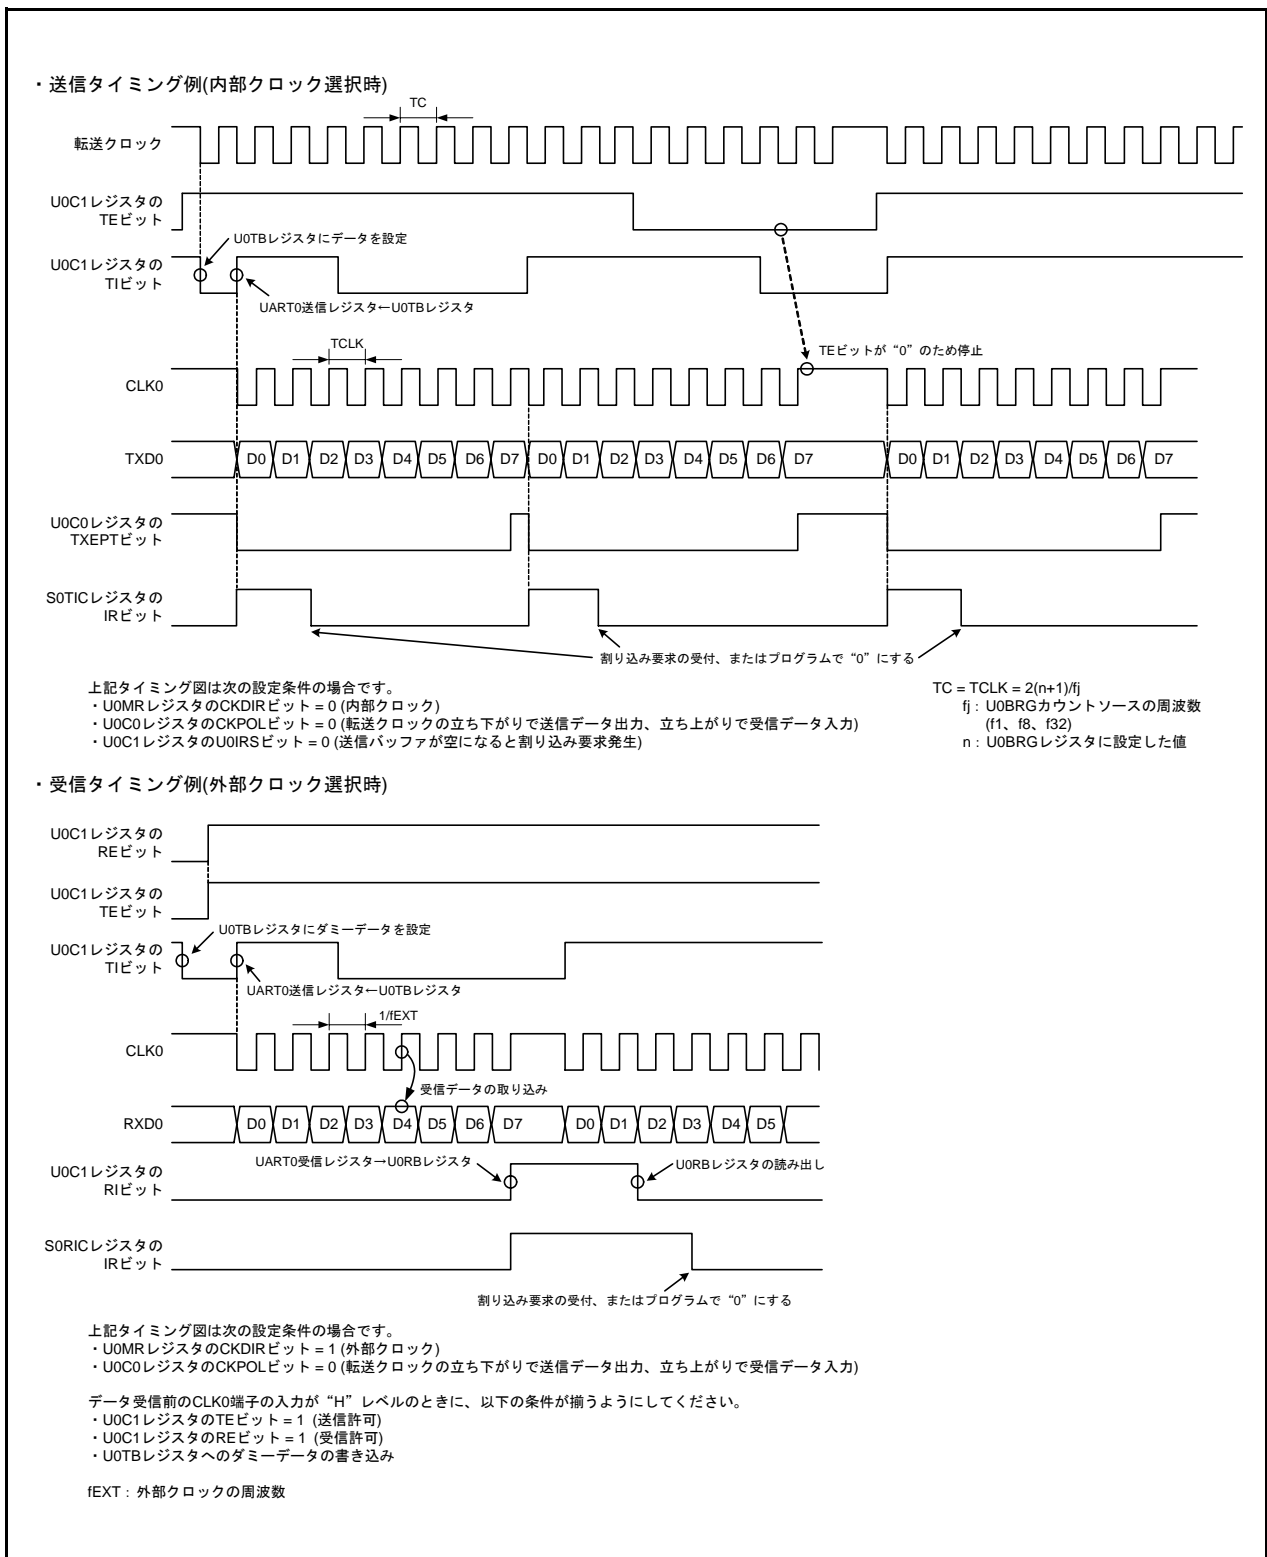 ・送信タイミング例(内部クロック選択時)
TC
転送クロック
U0C1レジスタの
TEビット
U0TBレジスタにデータを設定
U0C1レジスタの
TIビット
UART0送信レジスタ←U0TBレジスタ
TCLK
TEビットが“0”のため停止
CLK0
TXD0
D0 D1 D2 D3 D4 D5 D6 D7 D0 D1 D2 D3 D4 D5 D6 D7 D0 D1 D2 D3 D4 D5 D6 D7
U0C0レジスタの
TXEPTビット
S0TICレジスタの
IRビット
割り込み要求の受付、またはプログラムで“0”にする
上記タイミング図は次の設定条件の場合です。
・U0MRレジスタのCKDIRビット = 0 (内部クロック)
・U0C0レジスタのCKPOLビット = 0 (転送クロックの立ち下がりで送信データ出力、立ち上がりで受信データ入力)
・U0C1レジスタのU0IRSビット = 0 (送信バッファが空になると割り込み要求発生)
TC = TCLK = 2(n+1)/fj
fj：U0BRGカウントソースの周波数
(f1、f8、f32)
n：U0BRGレジスタに設定した値
・受信タイミング例(外部クロック選択時)
U0C1レジスタの
REビット
U0C1レジスタの
TEビット
U0TBレジスタにダミーデータを設定
U0C1レジスタの
TIビット
UART0送信レジスタ←U0TBレジスタ
1/fEXT
CLK0
受信データの取り込み
RXD0
D0 D1 D2 D3 D4 D5 D6 D7 D0 D1 D2 D3 D4 D5
UART0受信レジスタ→U0RBレジスタ
U0RBレジスタの読み出し
U0C1レジスタの
RIビット
S0RICレジスタの
IRビット
割り込み要求の受付、またはプログラムで“0”にする
上記タイミング図は次の設定条件の場合です。
・U0MRレジスタのCKDIRビット = 1 (外部クロック)
・U0C0レジスタのCKPOLビット = 0 (転送クロックの立ち下がりで送信データ出力、立ち上がりで受信データ入力)
データ受信前のCLK0端子の入力が“H”レベルのときに、以下の条件が揃うようにしてください。
・U0C1レジスタのTEビット = 1 (送信許可)
・U0C1レジスタのREビット = 1 (受信許可)
・U0TBレジスタへのダミーデータの書き込み
fEXT：外部クロックの周波数